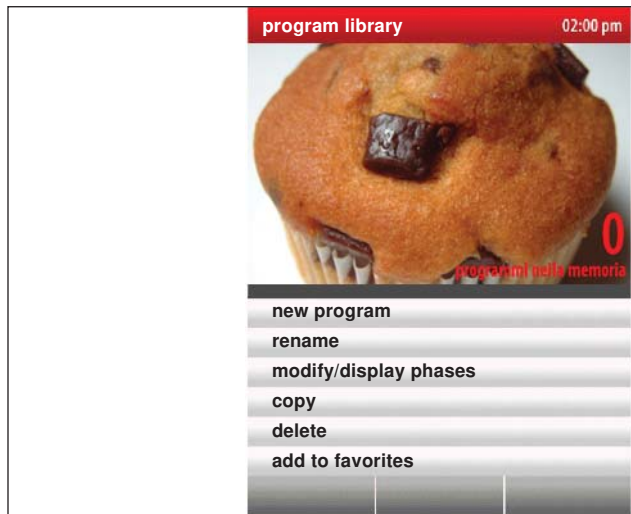 program library 02:00 pm
0
programmi nella memoria
new program
rename
modify/display phases
copy
delete
add to favorites